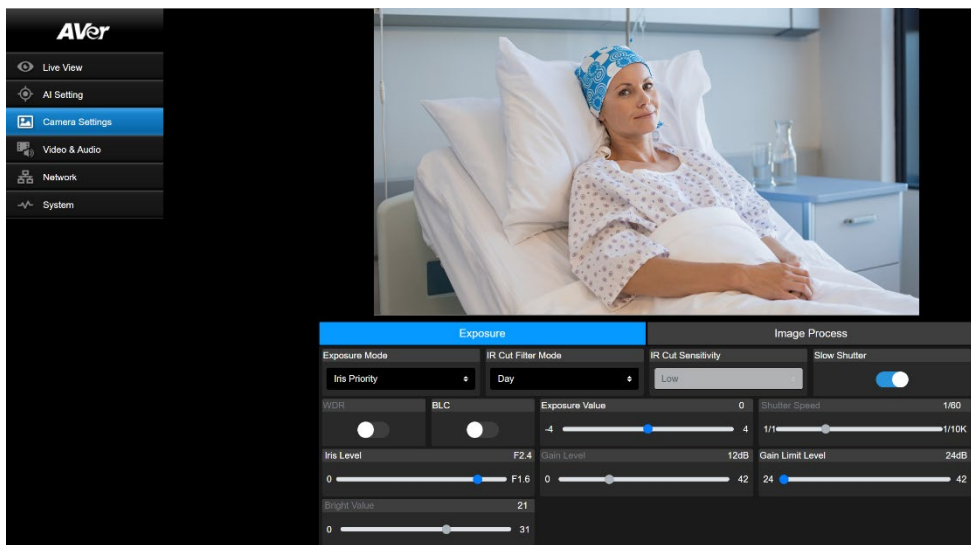 AVer
Live View
AI Setting
Camera Settings
Video & Audio
Network
System
Exposure
Image Process
Exposure Mode
IR Cut Filter Mode
IR Cut Sensitivity
Slow Shutter
Iris Priority
Day
Low
WDR
BLC
Exposure Value 0
Shutter Speed 1/60
-4 4
1/1 1/10K
Iris Level F2.4
Gain Level 12dB
Gain Limit Level 24dB
0 F1.6
0 42
24 42
Bright Value 21
0 31